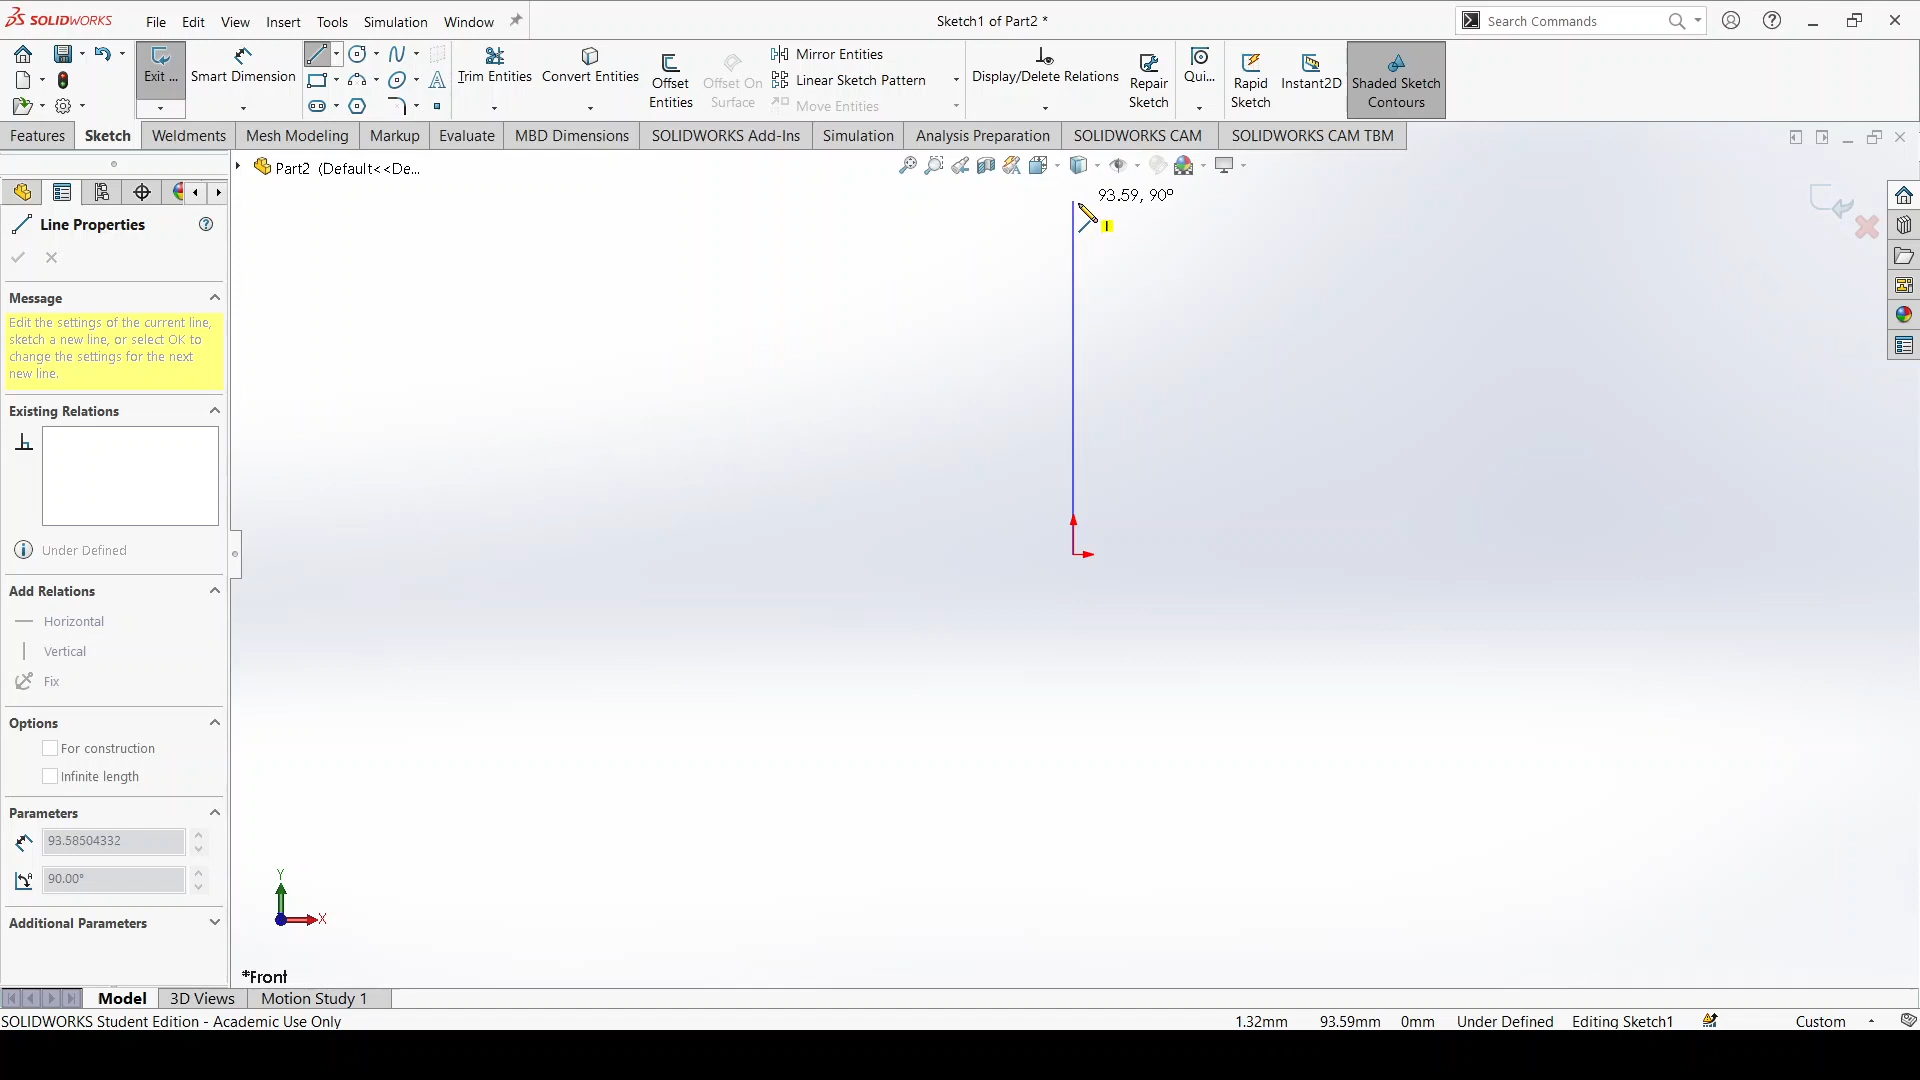 SOLIDWORKS
File Edit View Insert Tools Simulation Window
Sketch1 of Part2 *
Search Commands
Exit ...
Smart Dimension
Trim Entities
Convert Entities
Offset Entities
Offset On Surface
Mirror Entities
Linear Sketch Pattern
Move Entities
Display/Delete Relations
Repair Sketch
Qui...
Rapid Sketch
Instant2D
Shaded Sketch Contours
Features Sketch Weldments Mesh Modeling Markup Evaluate MBD Dimensions SOLIDWORKS Add-Ins Simulation Analysis Preparation SOLIDWORKS CAM SOLIDWORKS CAM TBM
Part2 (Default<<De...
93.59, 90°
Line Properties
Message
Edit the settings of the current line,
sketch a new line, or select OK to
change the settings for the next
new line.
Existing Relations
Under Defined
Add Relations
Horizontal
Vertical
Fix
Options
For construction
Infinite length
Parameters
93.58504332
90.00°
Additional Parameters
Y
X
*Front
Model 3D Views Motion Study 1
SOLIDWORKS Student Edition - Academic Use Only
1.32mm 93.59mm 0mm Under Defined Editing Sketch1 Custom